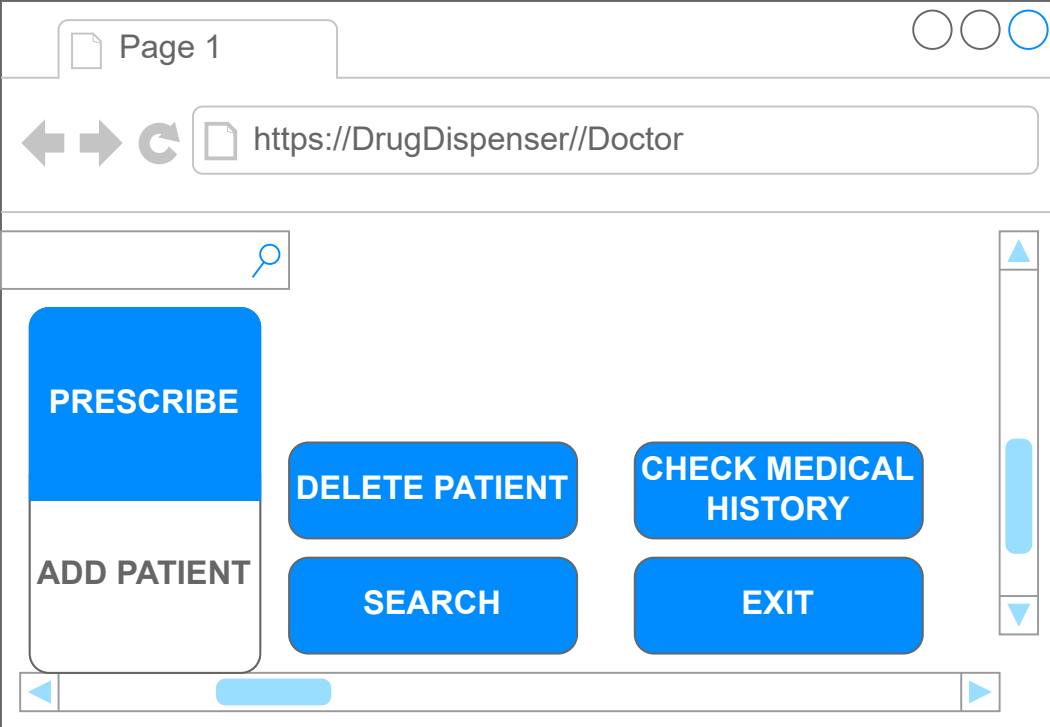 Page 1
https://DrugDispenser//Doctor
PRESCRIBE
ADD PATIENT
DELETE PATIENT
CHECK MEDICAL
HISTORY
SEARCH
EXIT